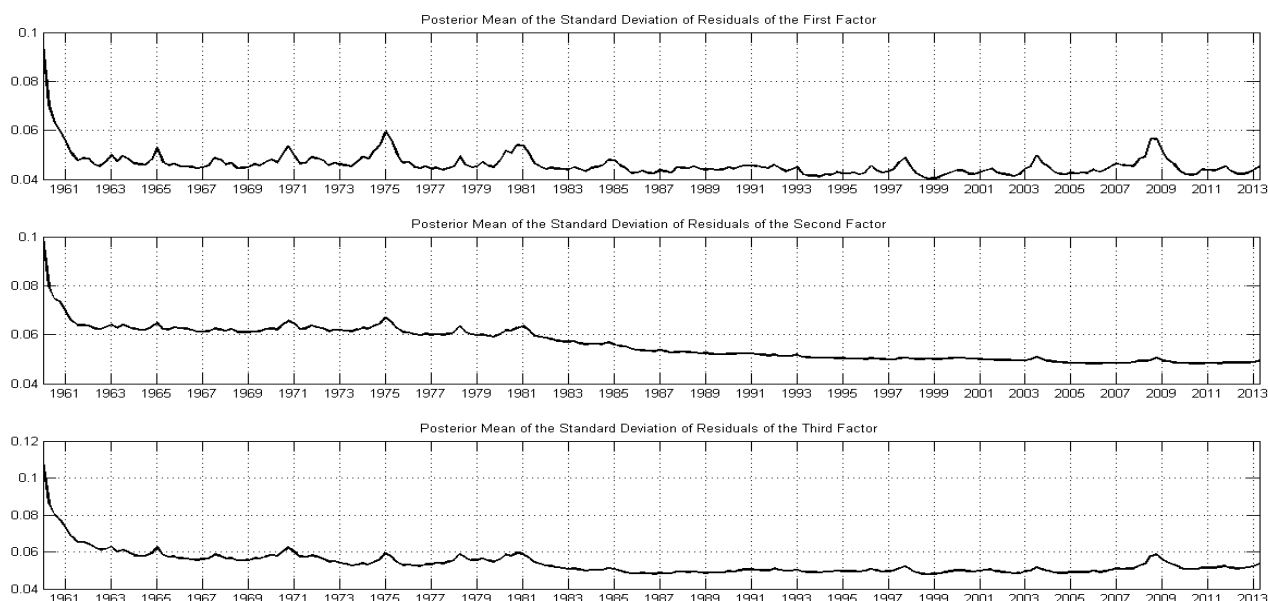 Posterior Mean of the Standard Deviation of Residuals of the First Factor
0.1
0.08
0.06
0.04
1961 1963 1965 1967 1969 1971 1973 1975 1977 1979 1981 1983 1985 1987 1989 1991 1993 1995 1997 1999 2001 2003 2005 2007 2009 2011 2013
Posterior Mean of the Standard Deviation of Residuals of the Second Factor
0.1
0.08
0.06
0.04
1961 1963 1965 1967 1969 1971 1973 1975 1977 1979 1981 1983 1985 1987 1989 1991 1993 1995 1997 1999 2001 2003 2005 2007 2009 2011 2013
Posterior Mean of the Standard Deviation of Residuals of the Third Factor
0.12
0.1
0.08
0.06
0.04
1961 1963 1965 1967 1969 1971 1973 1975 1977 1979 1981 1983 1985 1987 1989 1991 1993 1995 1997 1999 2001 2003 2005 2007 2009 2011 2013